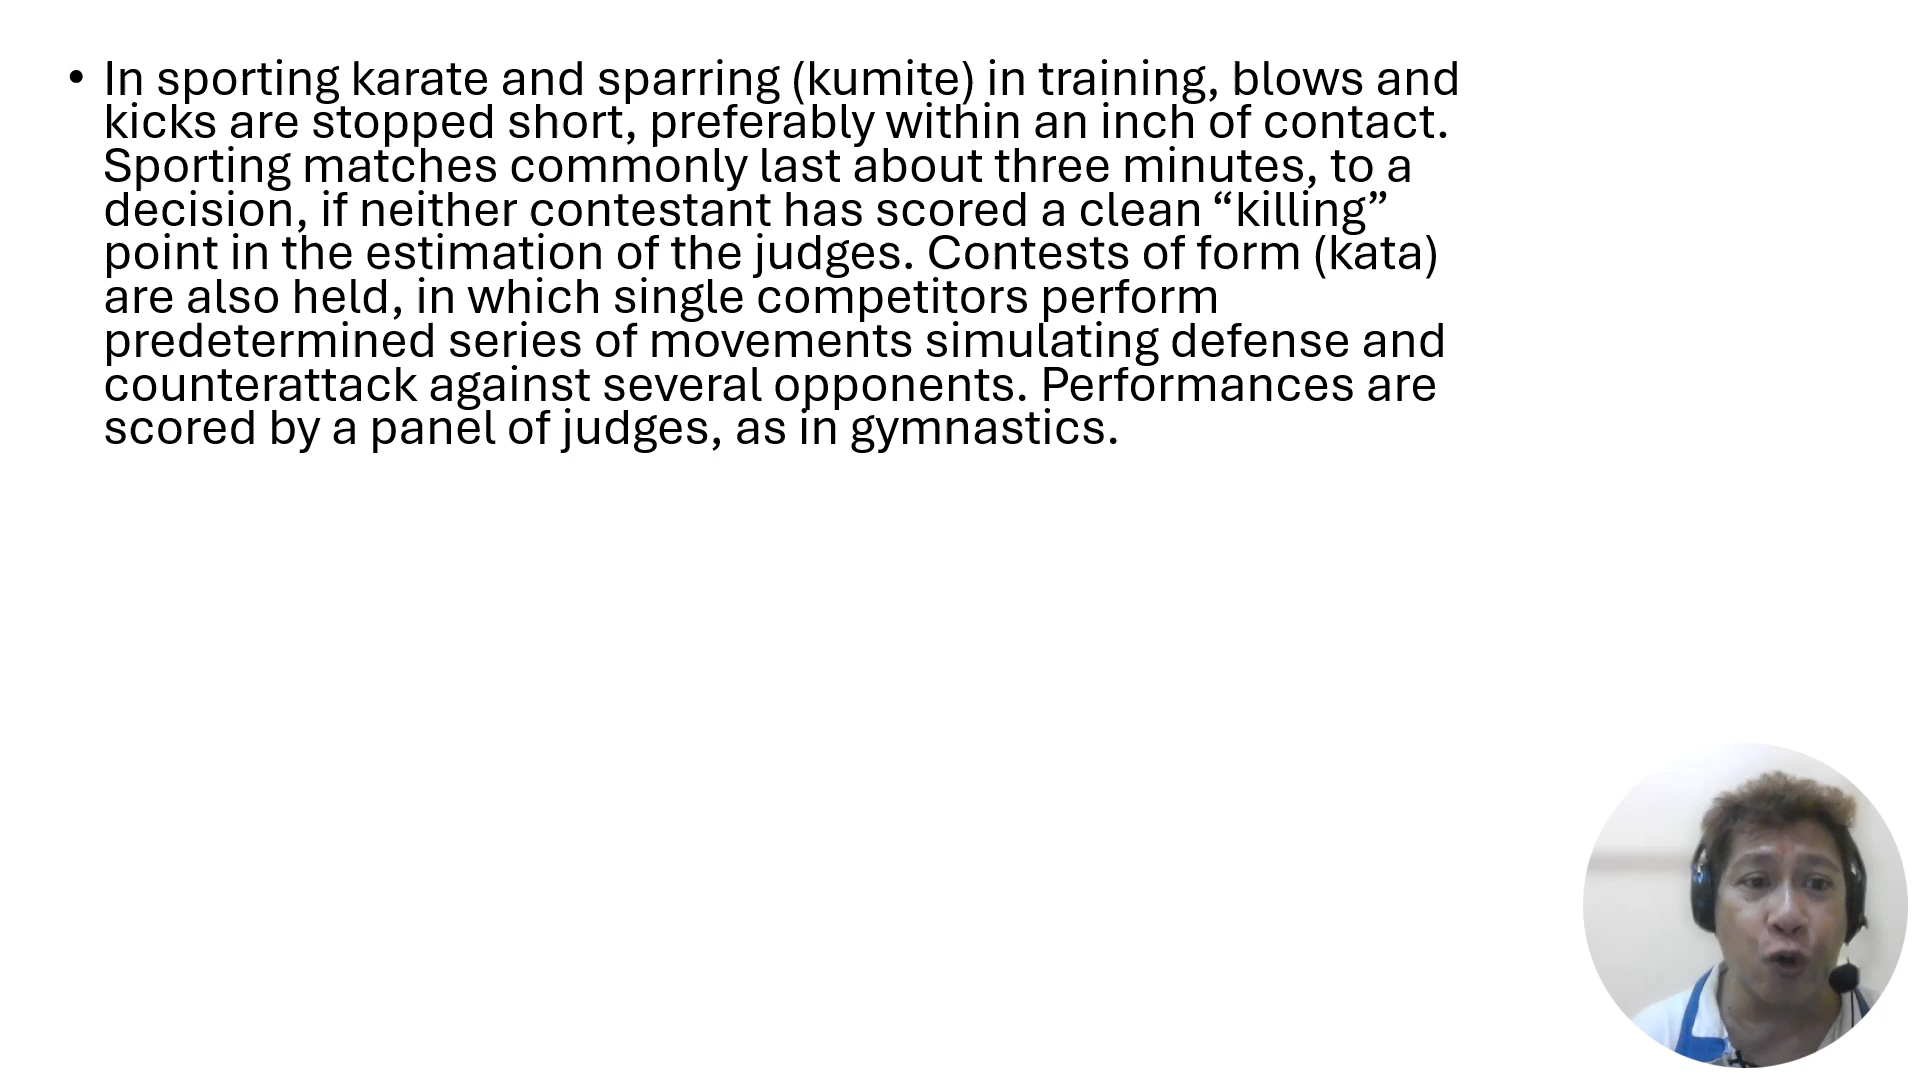 • In sporting karate and sparring (kumite) in training, blows and
kicks are stopped short, preferably within an inch of contact.
Sporting matches commonly last about three minutes, to a
decision, if neither contestant has scored a clean “killing”
point in the estimation of the judges. Contests of form (kata)
are also held, in which single competitors perform
predetermined series of movements simulating defense and
counterattack against several opponents. Performances are
scored by a panel of judges, as in gymnastics.